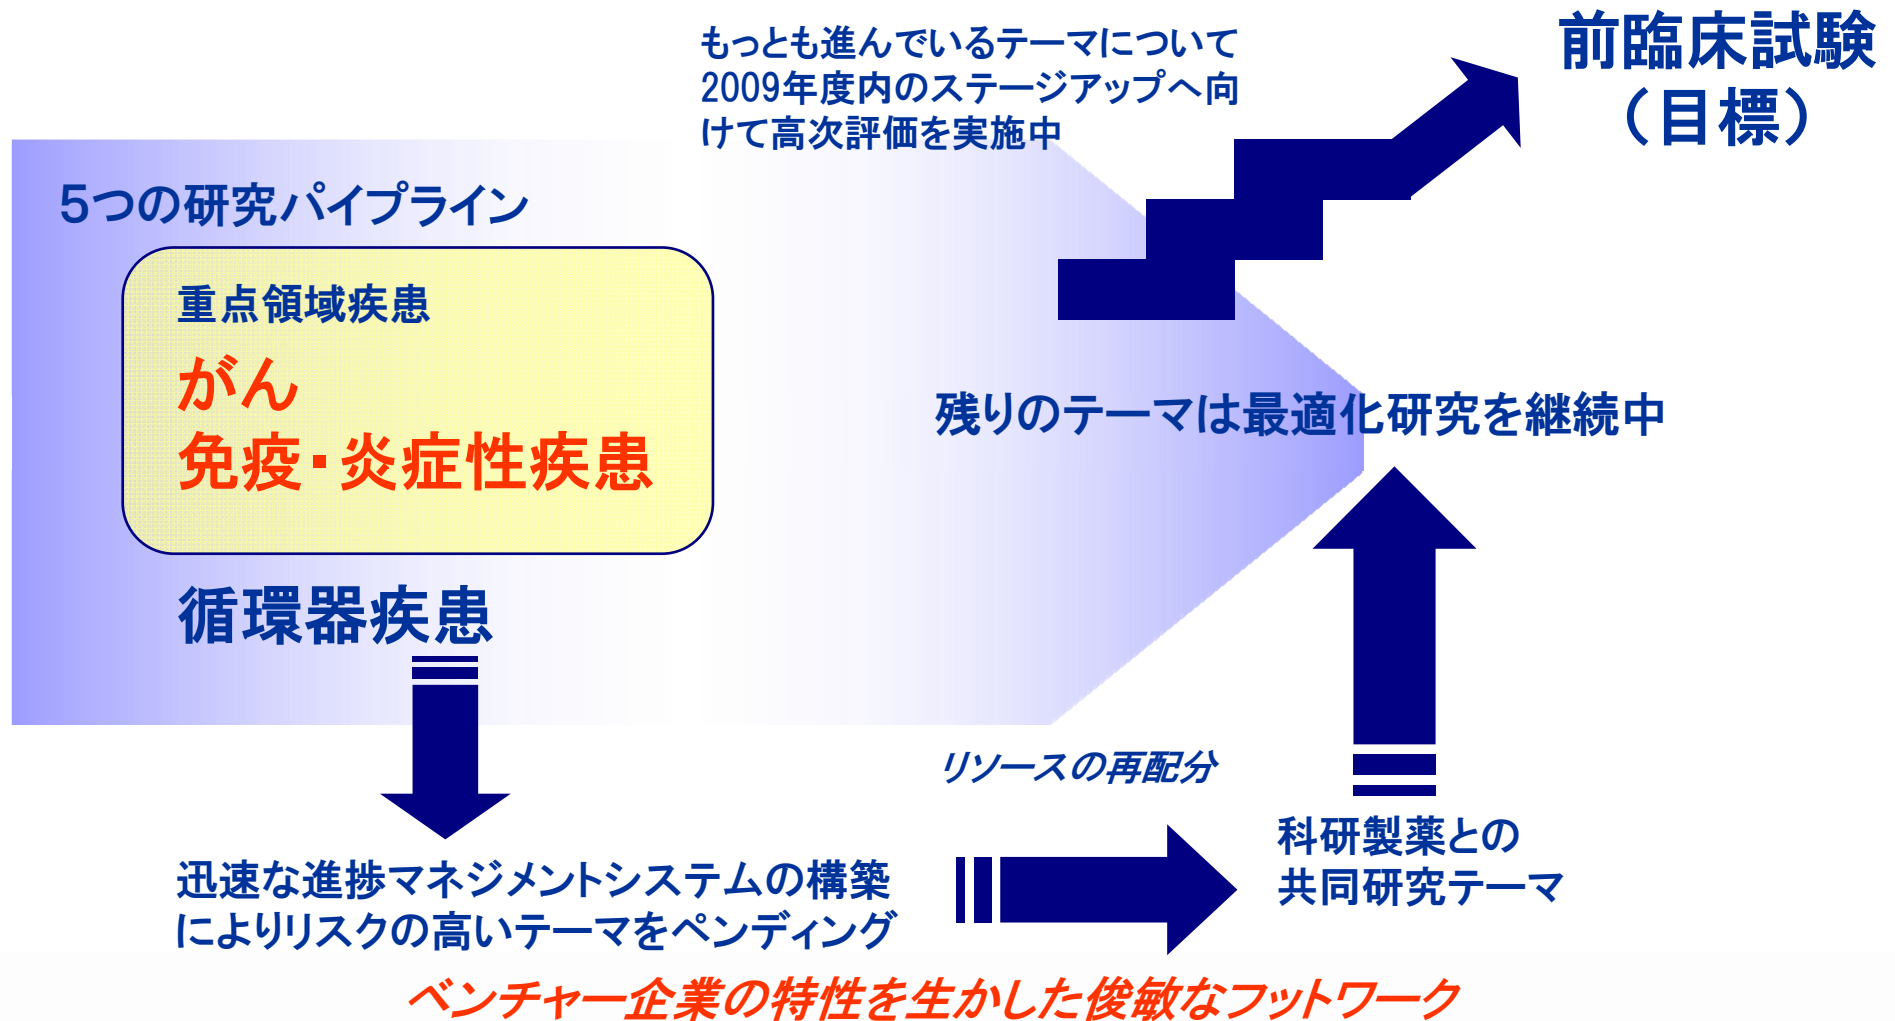 もっとも進んでいるテーマについて
2009年度内のステージアップへ向
けて高次評価を実施中
前臨床試験
（目標）
5つの研究パイプライン
重点領域疾患
がん
免疫・炎症性疾患
循環器疾患
残りのテーマは最適化研究を継続中
リソースの再配分
迅速な進捗マネジメントシステムの構築
によりリスクの高いテーマをペンディング
科研製薬との
共同研究テーマ
ベンチャー企業の特性を生かした俊敏なフットワーク